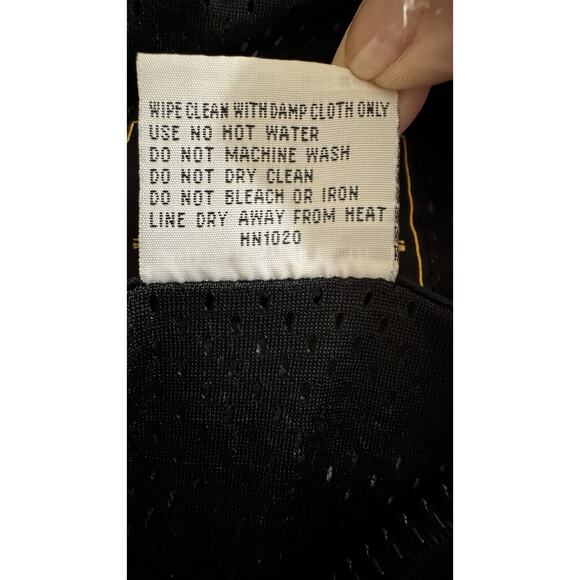 WIPE CLEAN WITH DAMP CLOTH ONLY
USE NO HOT WATER
DO NOT MACHINE WASH
DO NOT DRY CLEAN
DO NOT BLEACH OR IRON
LINE DRY AWAY FROM HEAT
HN1020